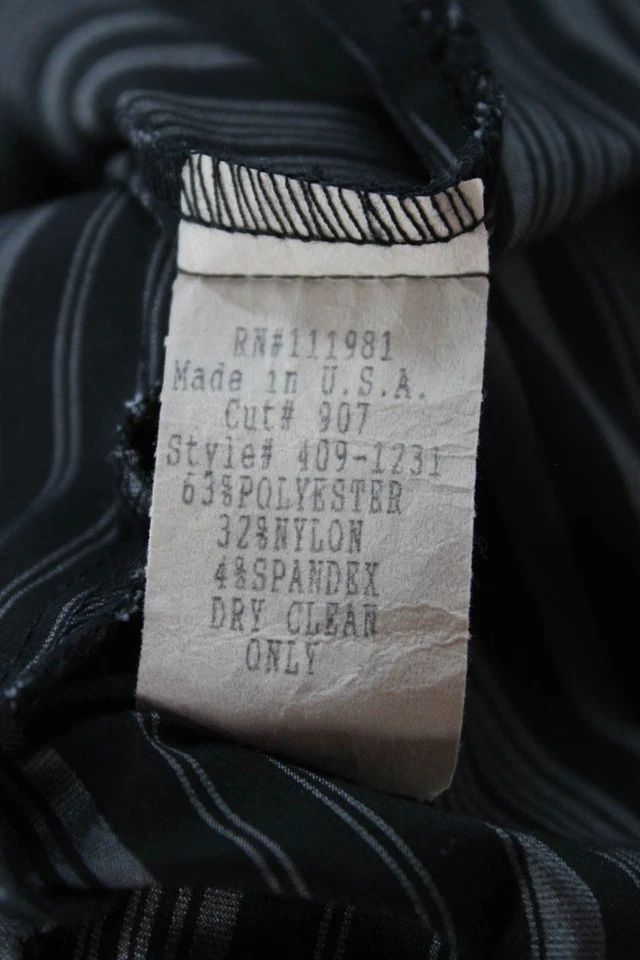 RN#111981
Made in U.S.A.
Cut# 907
Style# 409-1231
63%POLYESTER
32%NYLON
4%SPANDEX
DRY CLEAN
ONLY